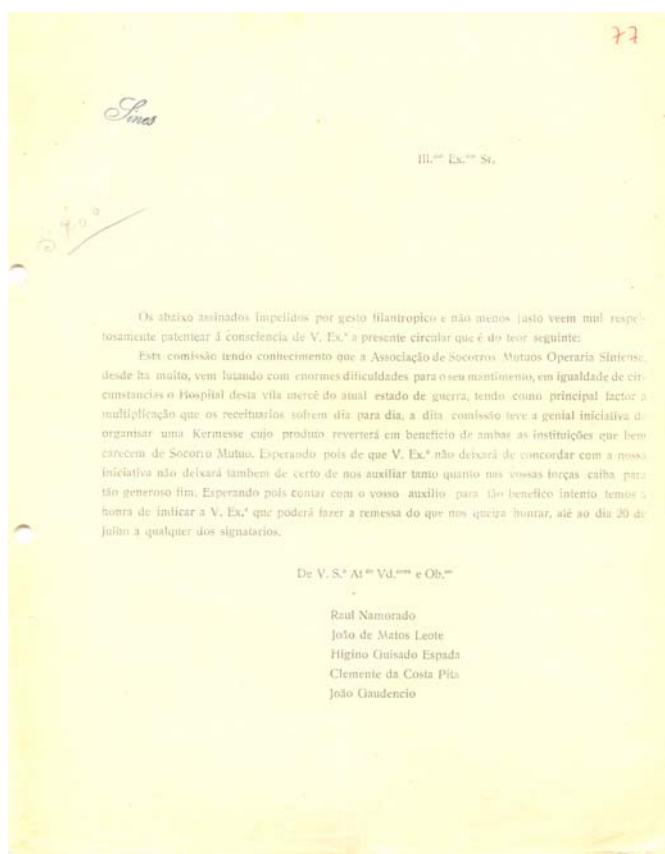 77
Sines
Ill.mo Ex.mo Sr.
Os abaixo assinados impelidos por gesto filantropico e não menos justo veem mui respei-
tosamente patentear á consciencia de V. Ex.ª a presente circular que é do teor seguinte:
Esta comissão tendo conhecimento que a Associação de Socorros Mutuos Operaria Siniense,
desde ha muito, vem lutando com enormes dificuldades para o seu mantimento, em igualdade de cir-
cunstancias o Hospital desta vila mercê do atual estado de guerra, tendo como principal factor a
multiplicação que os receituarios sofrem dia para dia, a dita comissão teve a genial iniciativa de
organisar uma Kermesse cujo produto reverterá em beneficio de ambas as instituições que bem
carecem de Socorro Mutuo. Esperando pois de que V. Ex.ª não deixará de concordar com a nossa
iniciativa não deixará tambem de certo de nos auxiliar tanto quanto nas vossas forças caiba para
tão generoso fim. Esperando pois contar com o vosso auxilio para tão benefico intento temos a
honra de indicar a V. Ex.ª que poderá fazer a remessa do que nos queiza honrar, até ao dia 20 de
julho a qualquer dos signatarios.
De V. S.ª At.os Vd.ores e Ob.os
Raul Namorado
João de Matos Leote
Higino Guisado Espada
Clemente da Costa Pita
João Gaudencio